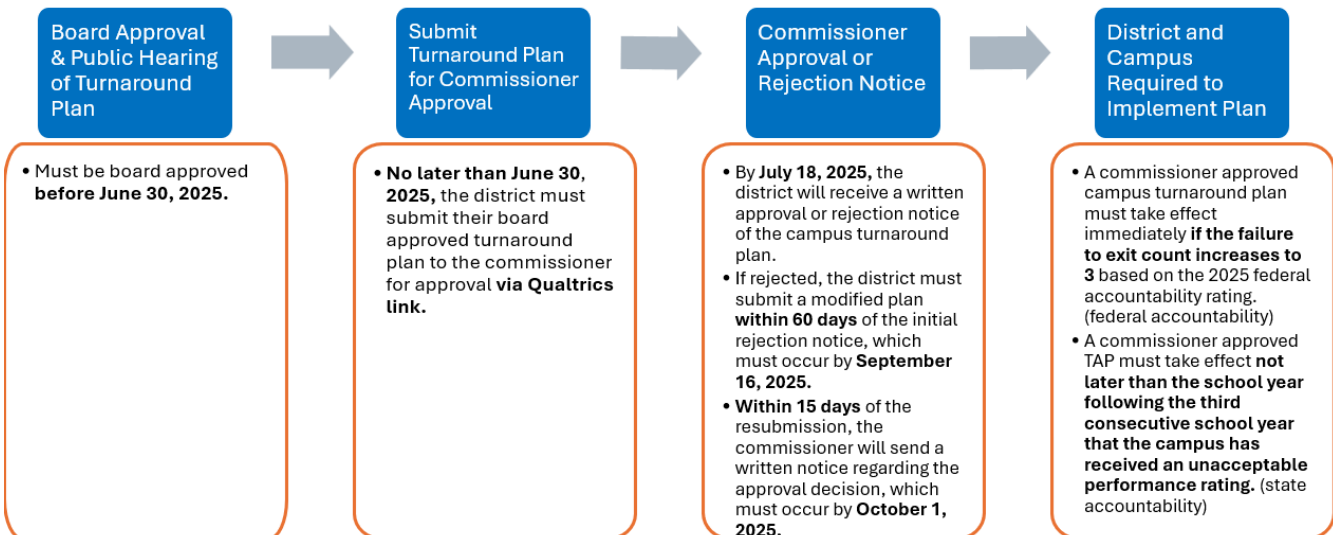 Board Approval
& Public Hearing
of Turnaround
Plan
• Must be board approved
before June 30, 2025.
Submit
Turnaround Plan
for Commissioner
Approval
• No later than June 30,
2025, the district must
submit their board
approved turnaround
plan to the commissioner
for approval via Qualtrics
link.
Commissioner
Approval or
Rejection Notice
• By July 18, 2025, the
district will receive a written
approval or rejection notice
of the campus turnaround
plan.
• If rejected, the district must
submit a modified plan
within 60 days of the initial
rejection notice, which
must occur by September
16, 2025.
• Within 15 days of the
resubmission, the
commissioner will send a
written notice regarding the
approval decision, which
must occur by October 1,
2025.
District and
Campus
Required to
Implement Plan
• A commissioner approved
campus turnaround plan
must take effect
immediately if the failure
to exit count increases to
3 based on the 2025 federal
accountability rating.
(federal accountability)
• A commissioner approved
TAP must take effect not
later than the school year
following the third
consecutive school year
that the campus has
received an unacceptable
performance rating. (state
accountability)